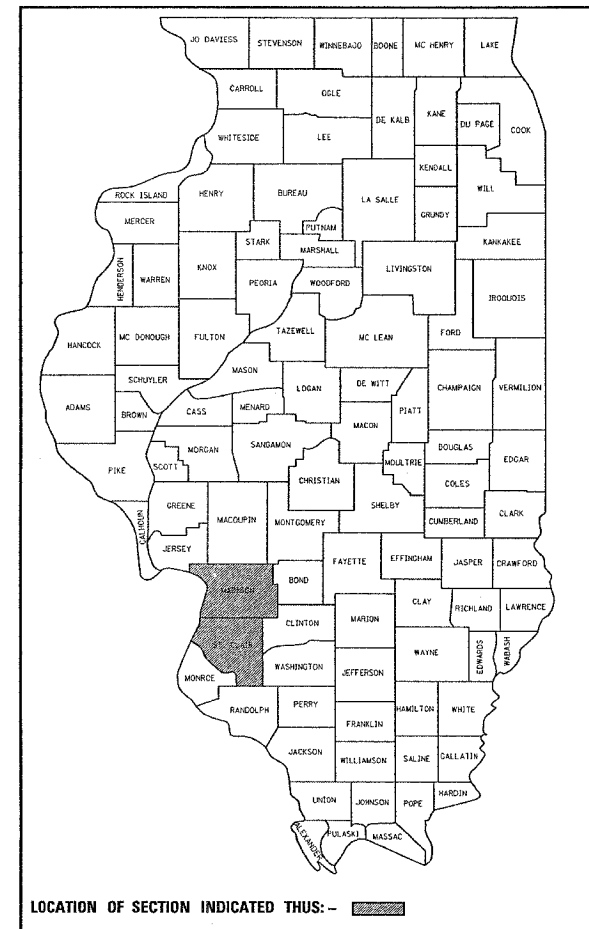 JO DAVIESS
STEVENSON
WINNEBAJO
BOONE
MC HENRY
LAKE
CARROLL
OGLE
DE KALB
KANE
DU PAGE
COOK
WHITESIDE
LEE
KENDALL
WILL
ROCK ISLAND
HENRY
BUREAU
LA SALLE
GRUNDY
MERCER
PUTNAM
KANKAKEE
STARK
MARSHALL
HENDERSON
WARREN
KNOX
PEORIA
WOODFORD
LIVINGSTON
IROQUOIS
HANCOCK
MC DONOUGH
FULTON
TAZEWELL
MC LEAN
FORD
SCHUYLER
MASON
LOGAN
DE WITT
CHAMPAIGN
VERMILION
ADAMS
BROWN
CASS
MENARD
MACON
PIATT
MORGAN
SANGAMON
DOUGLAS
EDGAR
PIKE
SCOTT
CHRISTIAN
MOULTRIE
COLES
SHELBY
GREENE
MACOUPIN
MONTGOMERY
CUMBERLAND
CLARK
CALHOUN
JERSEY
FAYETTE
EFFINGHAM
JASPER
CRAWFORD
MADISON
BOND
CLAY
RICHLAND
LAWRENCE
CLINTON
MARION
ST. CLAIR
WAYNE
EDWARDS
WABASH
WASHINGTON
JEFFERSON
MONROE
RANDOLPH
PERRY
HAMILTON
WHITE
FRANKLIN
JACKSON
WILLIAMSON
SALINE
GALLATIN
UNION
JOHNSON
POPE
HARDIN
ALEXANDER
PULASKI
MASSAC
LOCATION OF SECTION INDICATED THUS: -